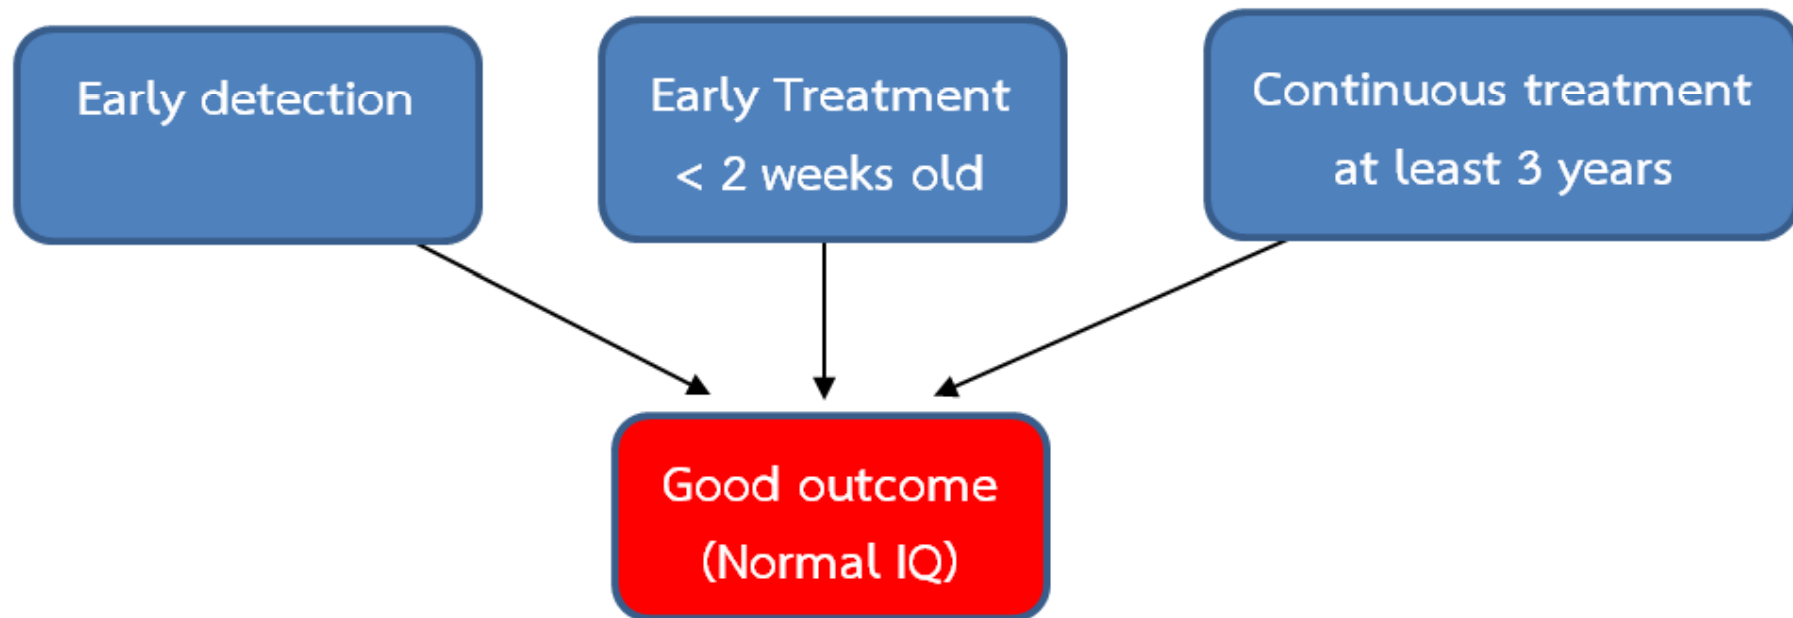 Early detection
Early Treatment
< 2 weeks old
Continuous treatment
at least 3 years
Good outcome
(Normal IQ)